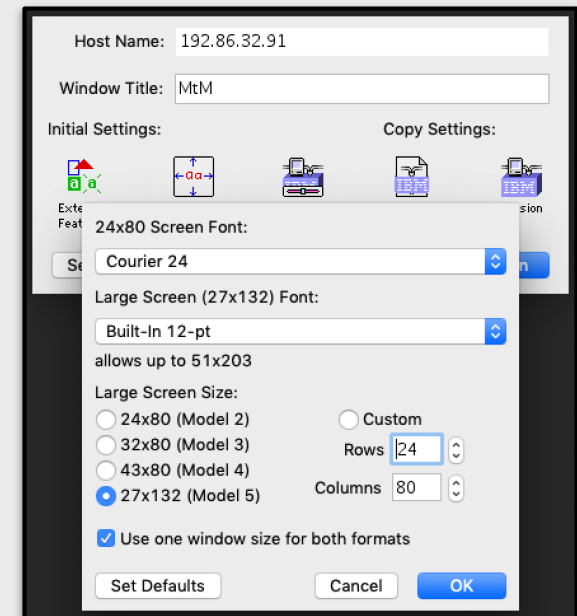 Host Name: 192.86.32.91
Window Title: MtM
Initial Settings: Copy Settings:
a aa IBM IBM
24x80 Screen Font:
Courier 24
Large Screen (27x132) Font:
Built-In 12-pt
allows up to 51x203
Large Screen Size:
24x80 (Model 2) Custom
32x80 (Model 3) Rows 24
43x80 (Model 4)
27x132 (Model 5) Columns 80
Use one window size for both formats
Set Defaults Cancel OK